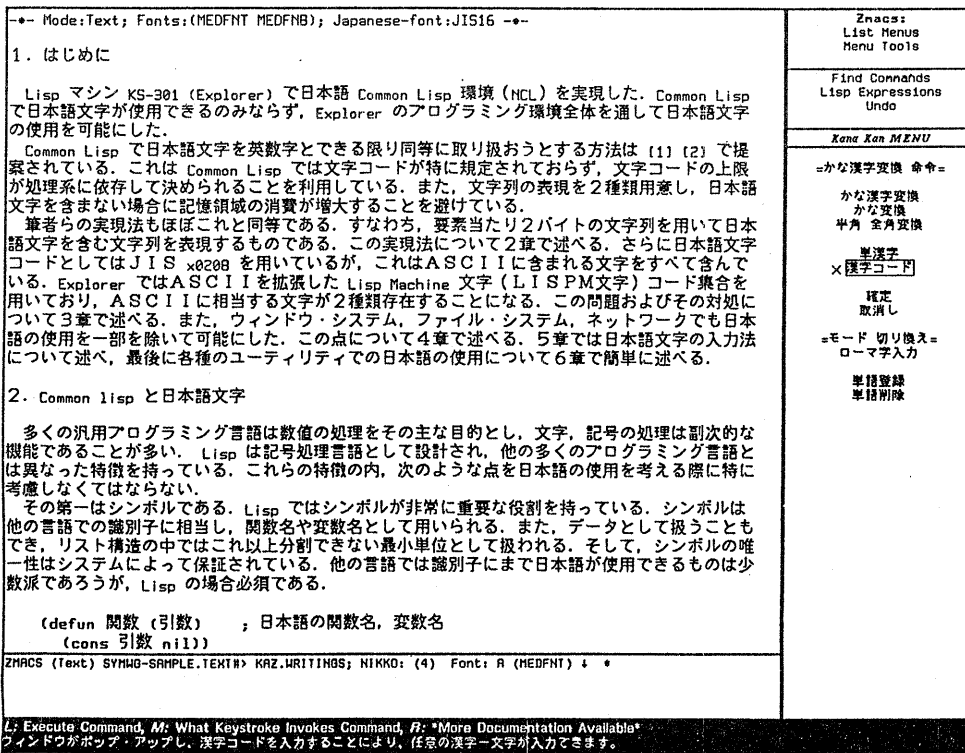 -*- Mode:Text; Fonts:(MEDFNT MEDFNB); Japanese-font:JIS16 -*-
1. はじめに
Lisp マシン KS-301 (Explorer) で日本語 Common Lisp 環境 (NCL) を実現した. Common Lisp
で日本語文字が使用できるのみならず, Explorer のプログラミング環境全体を通して日本語文字
の使用を可能にした.
Common Lisp で日本語文字を英数字とできる限り同等に取り扱おうとする方法は [1] [2] で提
案されている. これは Common Lisp では文字コードが特に規定されておらず, 文字コードの上限
が処理系に依存して決められることを利用している. また, 文字列の表現を2種類用意し, 日本語
文字を含まない場合に記憶領域の消費が増大することを避けている.
筆者らの実現法もほぼこれと同等である. すなわち, 要素当たり2バイトの文字列を用いて日本
語文字を含む文字列を表現するものである. この実現法について2章で述べる. さらに日本語文字
コードとしてはJIS x0208 を用いているが, これはASCIIに含まれる文字をすべて含んで
いる. Explorer ではASCIIを拡張した Lisp Machine 文字 (LISPM文字) コード集合を
用いており, ASCIIに相当する文字が2種類存在することになる. この問題およびその対処に
ついて3章で述べる. また, ウィンドウ・システム, ファイル・システム, ネットワークでも日本
語の使用を一部を除いて可能にした. この点について4章で述べる. 5章では日本語文字の入力法
について述べ, 最後に各種のユーティリティでの日本語の使用について6章で簡単に述べる.
2. Common lisp と日本語文字
多くの汎用プログラミング言語は数値の処理をその主な目的とし, 文字, 記号の処理は副次的な
機能であることが多い. Lisp は記号処理言語として設計され, 他の多くのプログラミング言語と
は異なった特徴を持っている. これらの特徴の内, 次のような点を日本語の使用を考える際に特に
考慮しなくてはならない.
その第一はシンボルである. Lisp ではシンボルが非常に重要な役割を持っている. シンボルは
他の言語での識別子に相当し, 関数名や変数名として用いられる. また, データとして扱うことも
でき, リスト構造の中ではこれ以上分割できない最小単位として扱われる. そして, シンボルの唯
一性はシステムによって保証されている. 他の言語では識別子にまで日本語が使用できるものは少
数派であろうが, Lisp の場合必須である.
(defun 関数 (引数) ; 日本語の関数名, 変数名
(cons 引数 nil))
ZMACS (Text) SYMWG-SAMPLE.TEXT#> KAZ.WRITINGS; NIKKO: (4) Font: A (MEDFNT) ↓ *
L: Execute Command, M: What Keystroke Invokes Command, R: *More Documentation Available*
ウィンドウがポップ・アップし、漢字コードを入力することにより、任意の漢字一文字が入力できます。
Zmacs:
List Menus
Menu Tools
Find Commands
Lisp Expressions
Undo
Kana Kan MENU
=かな漢字変換 命令=
かな漢字変換
かな変換
半角 全角変換
単漢字
×漢字コード
確定
取消し
=モード 切り換え=
ローマ字入力
単語登録
単語削除